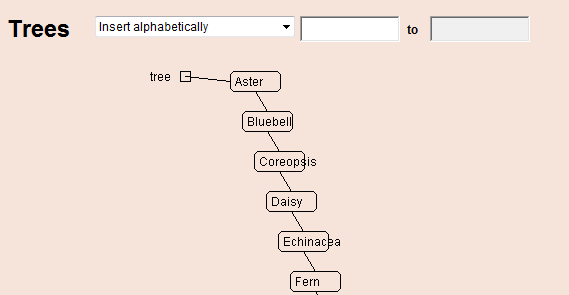 Trees Insert alphabetically to
tree Aster
Bluebell
Coreopsis
Daisy
Echinacea
Fern